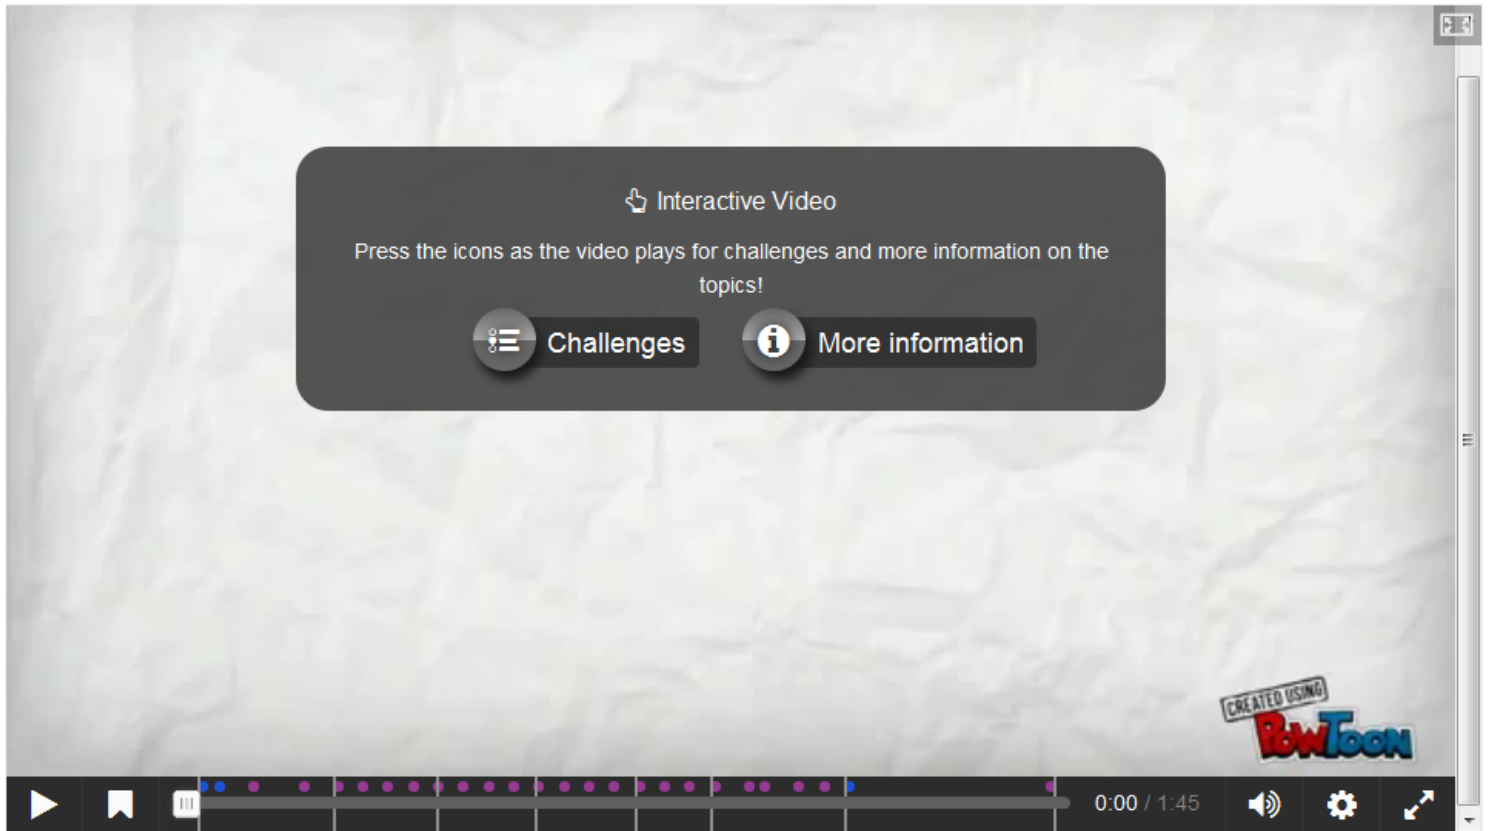 Interactive Video
Press the icons as the video plays for challenges and more information on the
topics!
Challenges
More information
CREATED USING
POWTOON
0:00 / 1:45